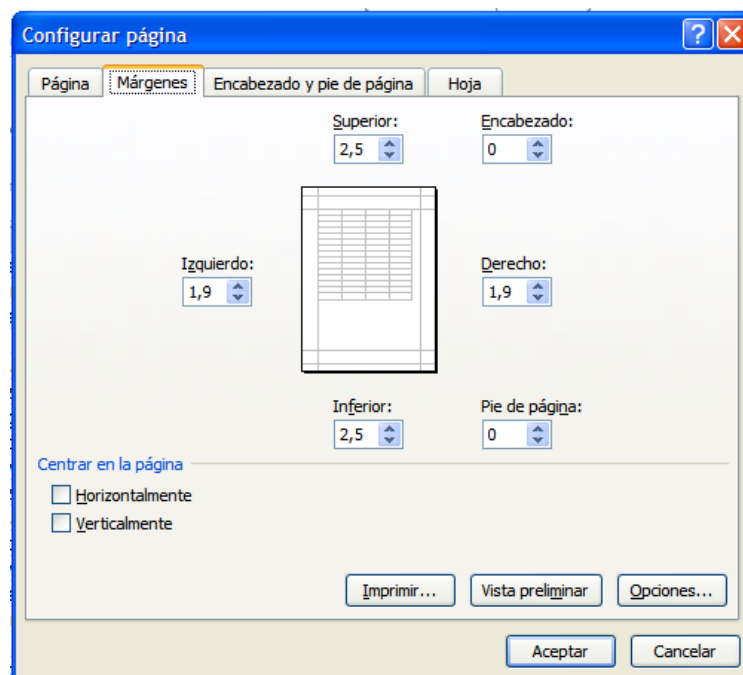 Configurar página
Página Márgenes Encabezado y pie de página Hoja
Superior: Encabezado:
2,5 0
Izquierdo: Derecho:
1,9 1,9
Inferior: Pie de página:
2,5 0
Centrar en la página
Horizontalmente
Verticalmente
Imprimir... Vista preliminar Opciones...
Aceptar Cancelar